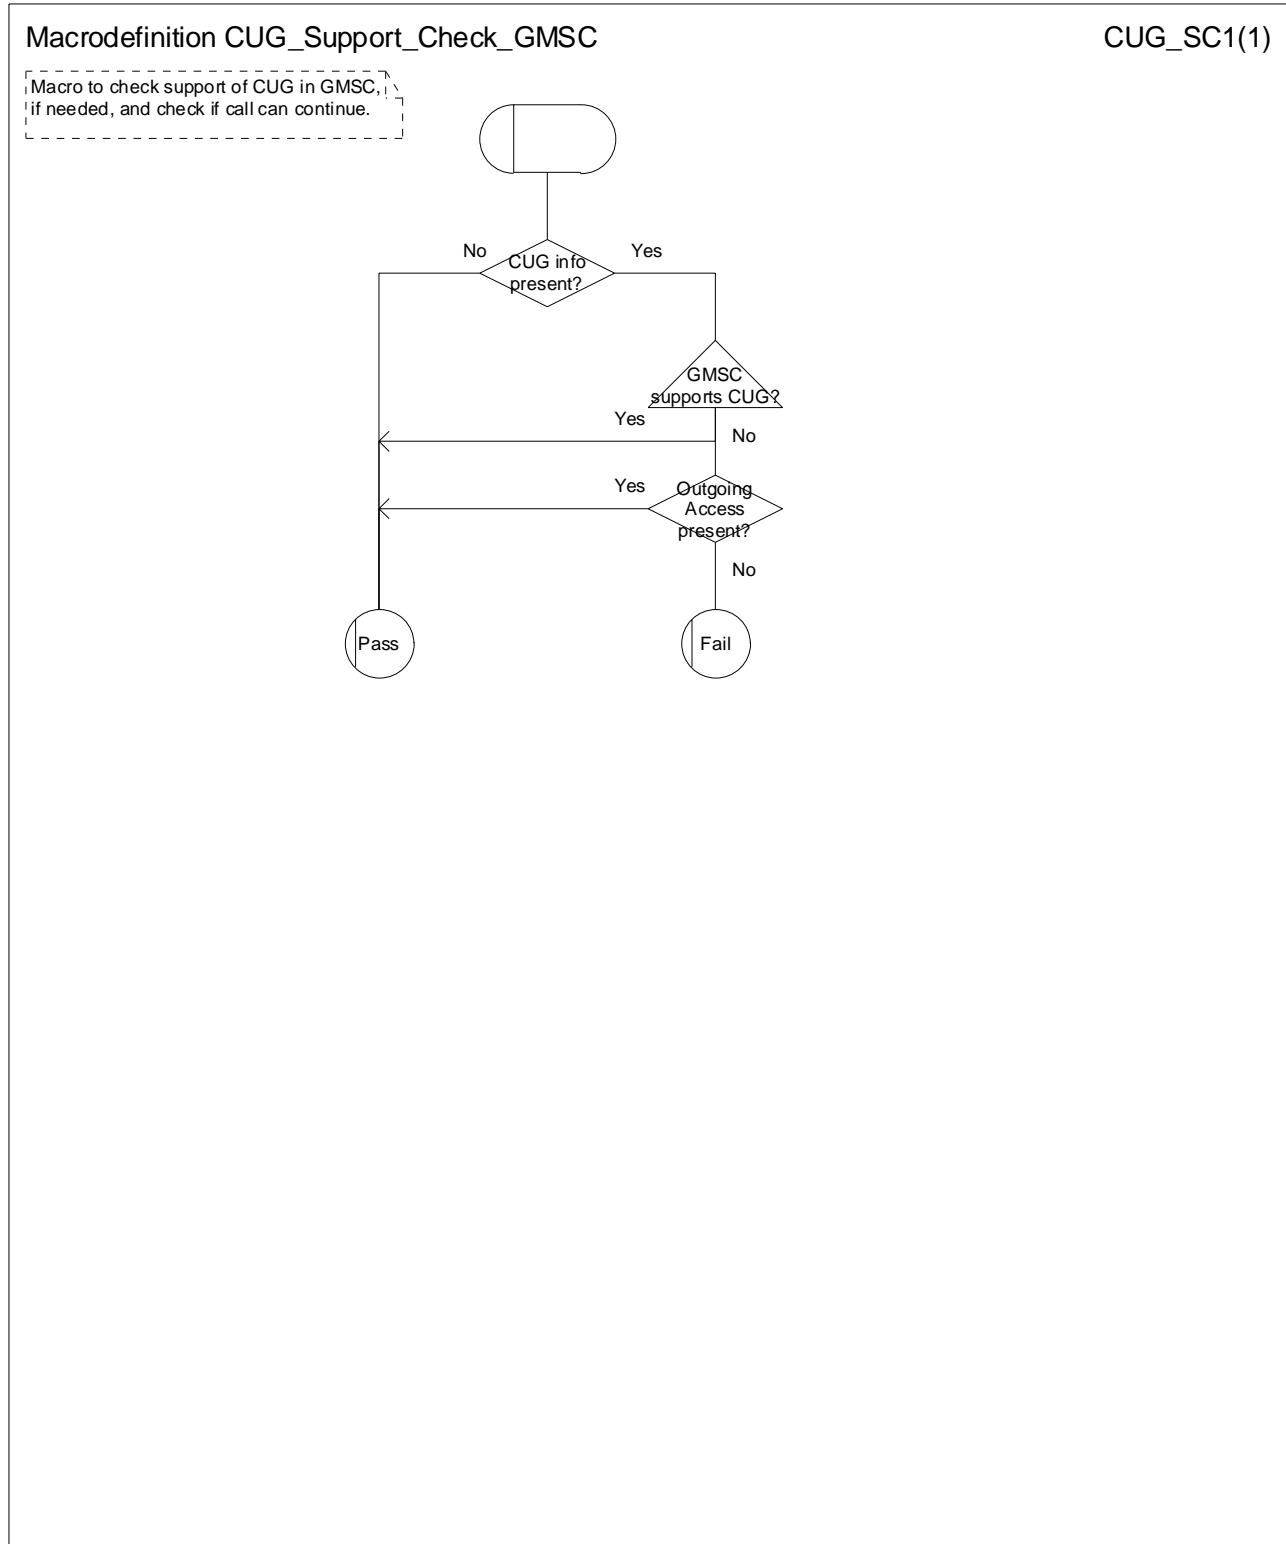 Macrodefinition CUG_Support_Check_GMSC
CUG_SC1(1)
Macro to check support of CUG in GMSC,
if needed, and check if call can continue.
No
Yes
CUG info
present?
GMSC
supports CUG?
Yes
No
Yes
Outgoing
Access
present?
No
Pass
Fail